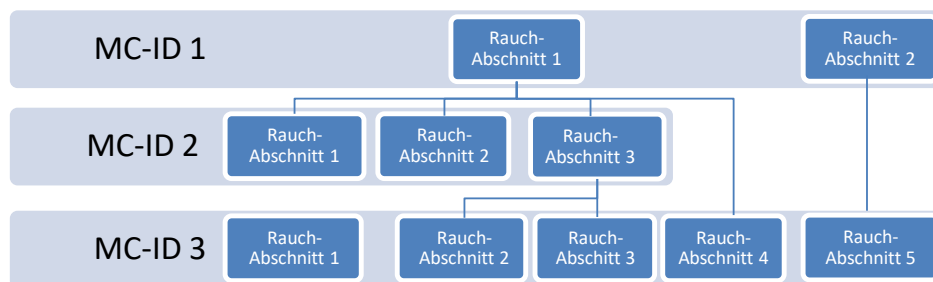 MC-ID 1
Rauch-
Abschnitt 1
Rauch-
Abschnitt 2
MC-ID 2
Rauch-
Abschnitt 1
Rauch-
Abschnitt 2
Rauch-
Abschnitt 3
MC-ID 3
Rauch-
Abschnitt 1
Rauch-
Abschnitt 2
Rauch-
Abschnitt 3
Rauch-
Abschnitt 4
Rauch-
Abschnitt 5